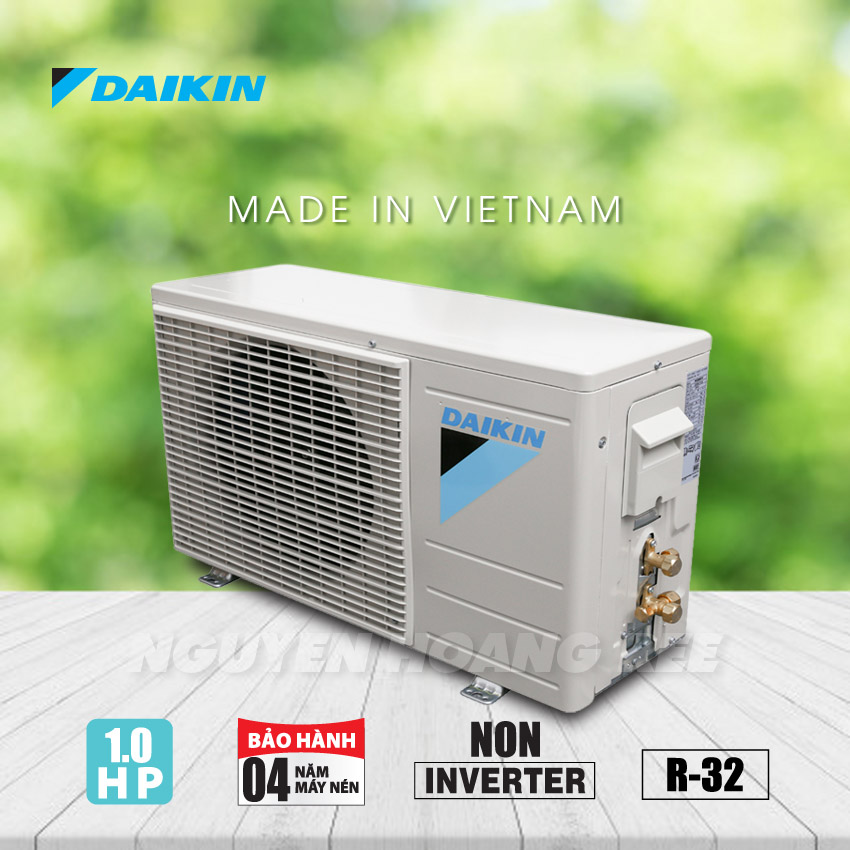 DAIKIN
MADE IN VIETNAM
DAIKIN
NGUYEN HOANG KEE
1.0
HP
BẢO HÀNH
04 NĂM
MÁY NÉN
NON
INVERTER
R-32